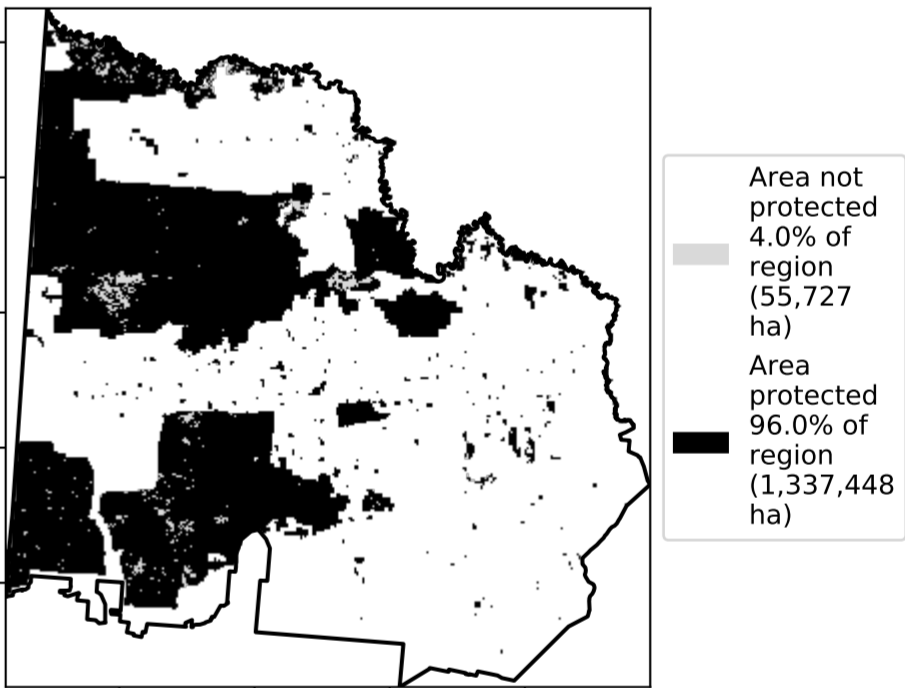 Area not
protected
4.0% of
region
(55,727
ha)
Area
protected
96.0% of
region
(1,337,448
ha)